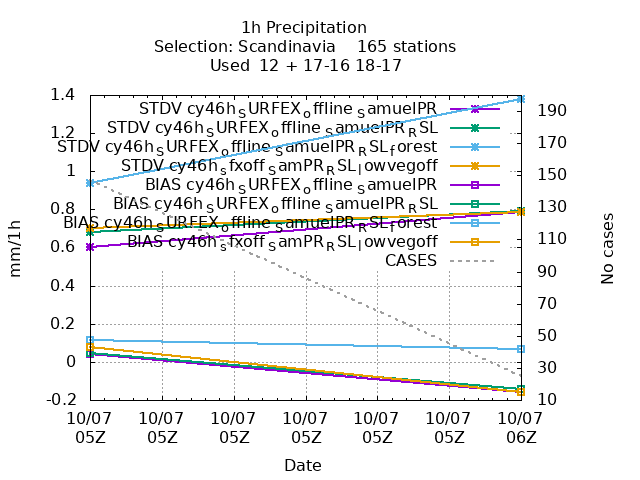 1h Precipitation
Selection: Scandinavia    165 stations
Used  12 + 17-16 18-17
STDV cy46h_SURFEX_offline_SamuelPR
STDV cy46h_SURFEX_offline_SamuelPR_RSL
STDV cy46h_SURFEX_offline_SamuelPR_RSL_forest
STDV cy46h_sfxoff_SamPR_RSL_lowvegoff
BIAS cy46h_SURFEX_offline_SamuelPR
BIAS cy46h_SURFEX_offline_SamuelPR_RSL
BIAS cy46h_SURFEX_offline_SamuelPR_RSL_forest
BIAS cy46h_sfxoff_SamPR_RSL_lowvegoff
CASES
1.4
1.2
1
0.8
0.6
0.4
0.2
0
-0.2
mm/1h
190
170
150
130
110
90
70
50
30
10
No cases
10/07 10/07 10/07 10/07 10/07 10/07 10/07
05Z 05Z 05Z 05Z 05Z 05Z 06Z
Date